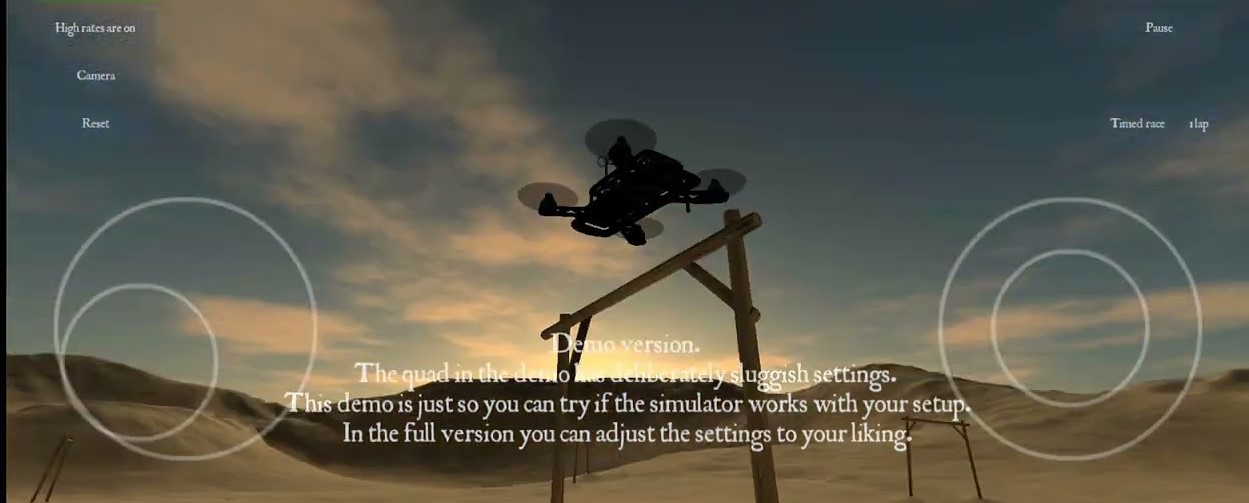 High rates are on
Pause
Camera
Reset
Timed race 1 lap
Demo version.
The quad in the demo has deliberately sluggish settings.
This demo is just so you can try if the simulator works with your setup.
In the full version you can adjust the settings to your liking.